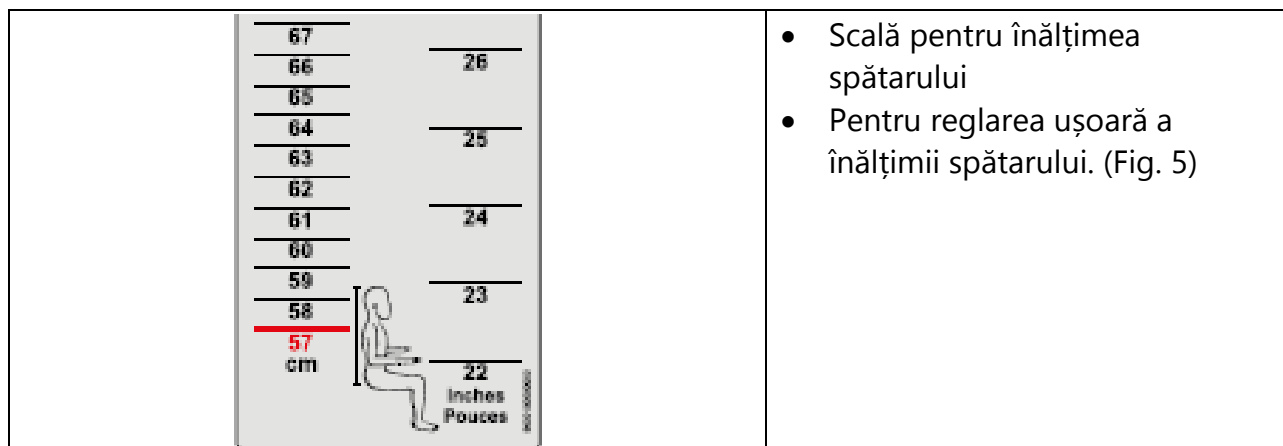 67
66
65
64
63
62
61
60
59
58
57
cm
26
25
24
23
22
Inches
Pouces
• Scală pentru înălțimea
spătarului
• Pentru reglarea ușoară a
înălțimii spătarului. (Fig. 5)